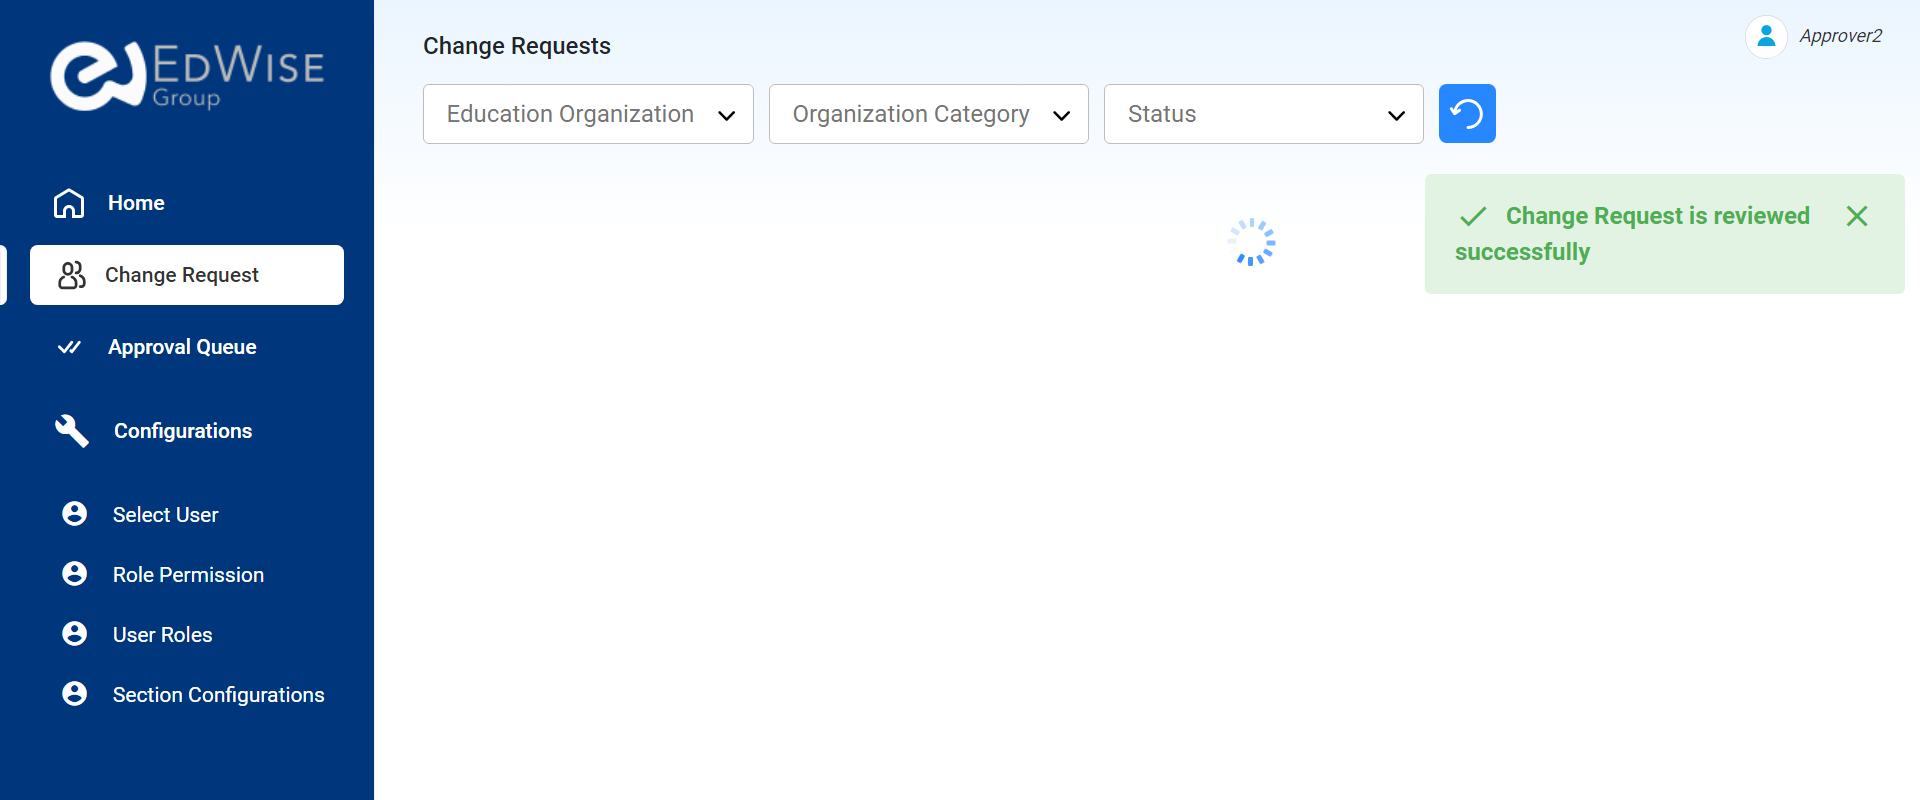 EDWISE
Group
Home
Change Request
Approval Queue
Configurations
Select User
Role Permission
User Roles
Section Configurations
Change Requests
Approver2
Education Organization
Organization Category
Status
Change Request is reviewed
successfully